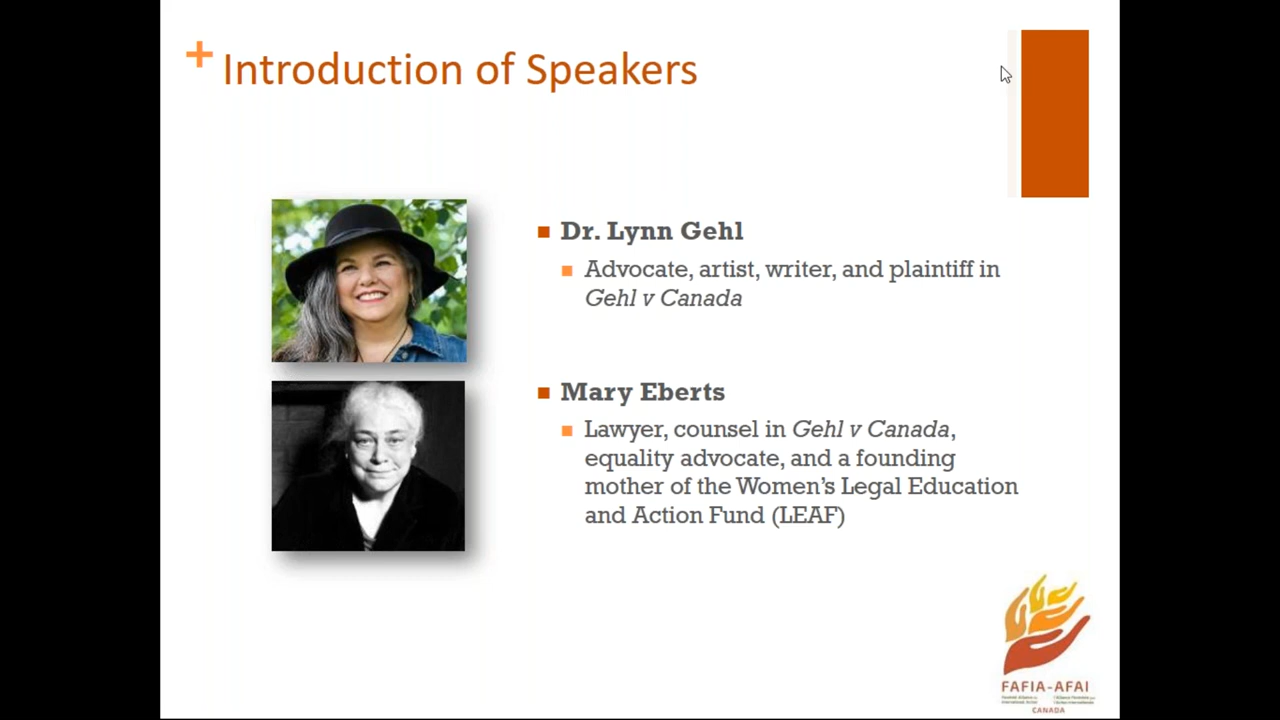 + Introduction of Speakers
Dr. Lynn Gehl
Advocate, artist, writer, and plaintiff in
Gehl v Canada
Mary Eberts
Lawyer, counsel in Gehl v Canada,
equality advocate, and a founding
mother of the Women's Legal Education
and Action Fund (LEAF)
FAFIA-AFAI
CANADA